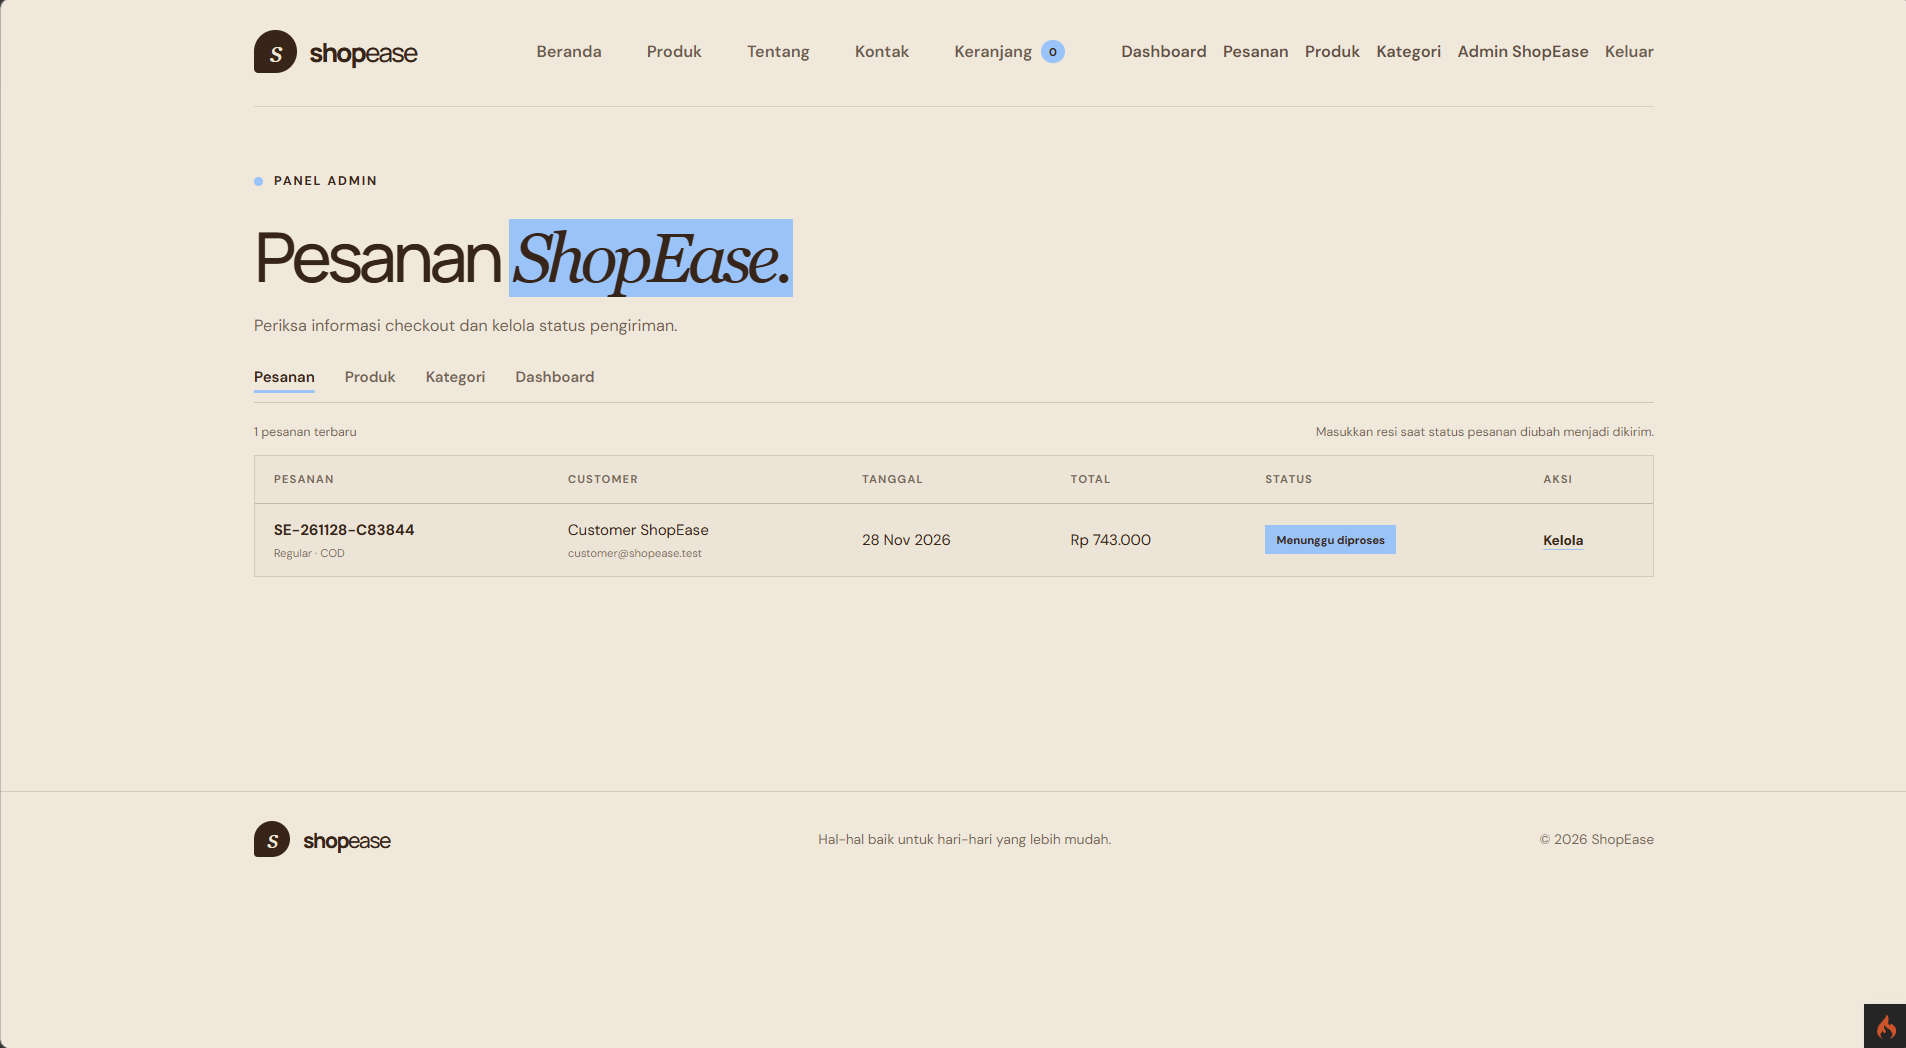 s shopease Beranda Produk Tentang Kontak Keranjang 0 Dashboard Pesanan Produk Kategori Admin ShopEase Keluar
PANEL ADMIN
Pesanan ShopEase.
Periksa informasi checkout dan kelola status pengiriman.
Pesanan Produk Kategori Dashboard
1 pesanan terbaru Masukkan resi saat status pesanan diubah menjadi dikirim.
PESANAN CUSTOMER TANGGAL TOTAL STATUS AKSI
SE-261128-C83844 Customer ShopEase 28 Nov 2026 Rp 743.000 Menunggu diproses Kelola
Regular · COD customer@shopease.test
s shopease Hal-hal baik untuk hari-hari yang lebih mudah. © 2026 ShopEase